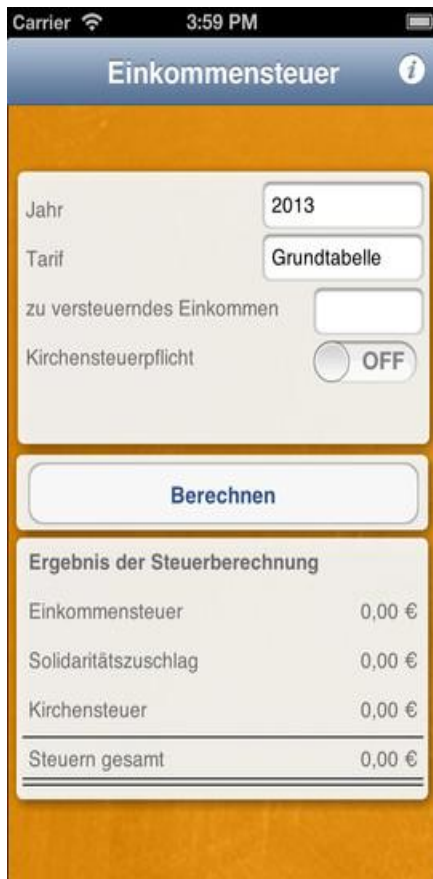 Carrier 3:59 PM
Einkommensteuer i
Jahr 2013
Tarif Grundtabelle
zu versteuerndes Einkommen
Kirchensteuerpflicht OFF
Berechnen
Ergebnis der Steuerberechnung
Einkommensteuer 0,00 €
Solidaritätszuschlag 0,00 €
Kirchensteuer 0,00 €
Steuern gesamt 0,00 €